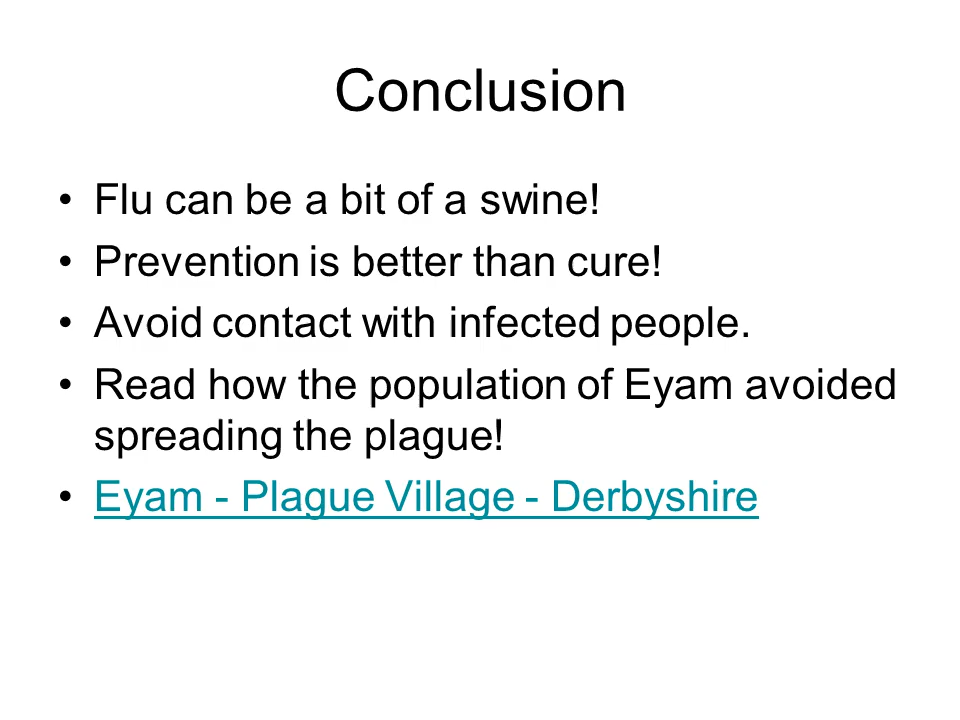 Conclusion
• Flu can be a bit of a swine!
• Prevention is better than cure!
• Avoid contact with infected people.
• Read how the population of Eyam avoided
spreading the plague!
• Eyam - Plague Village - Derbyshire